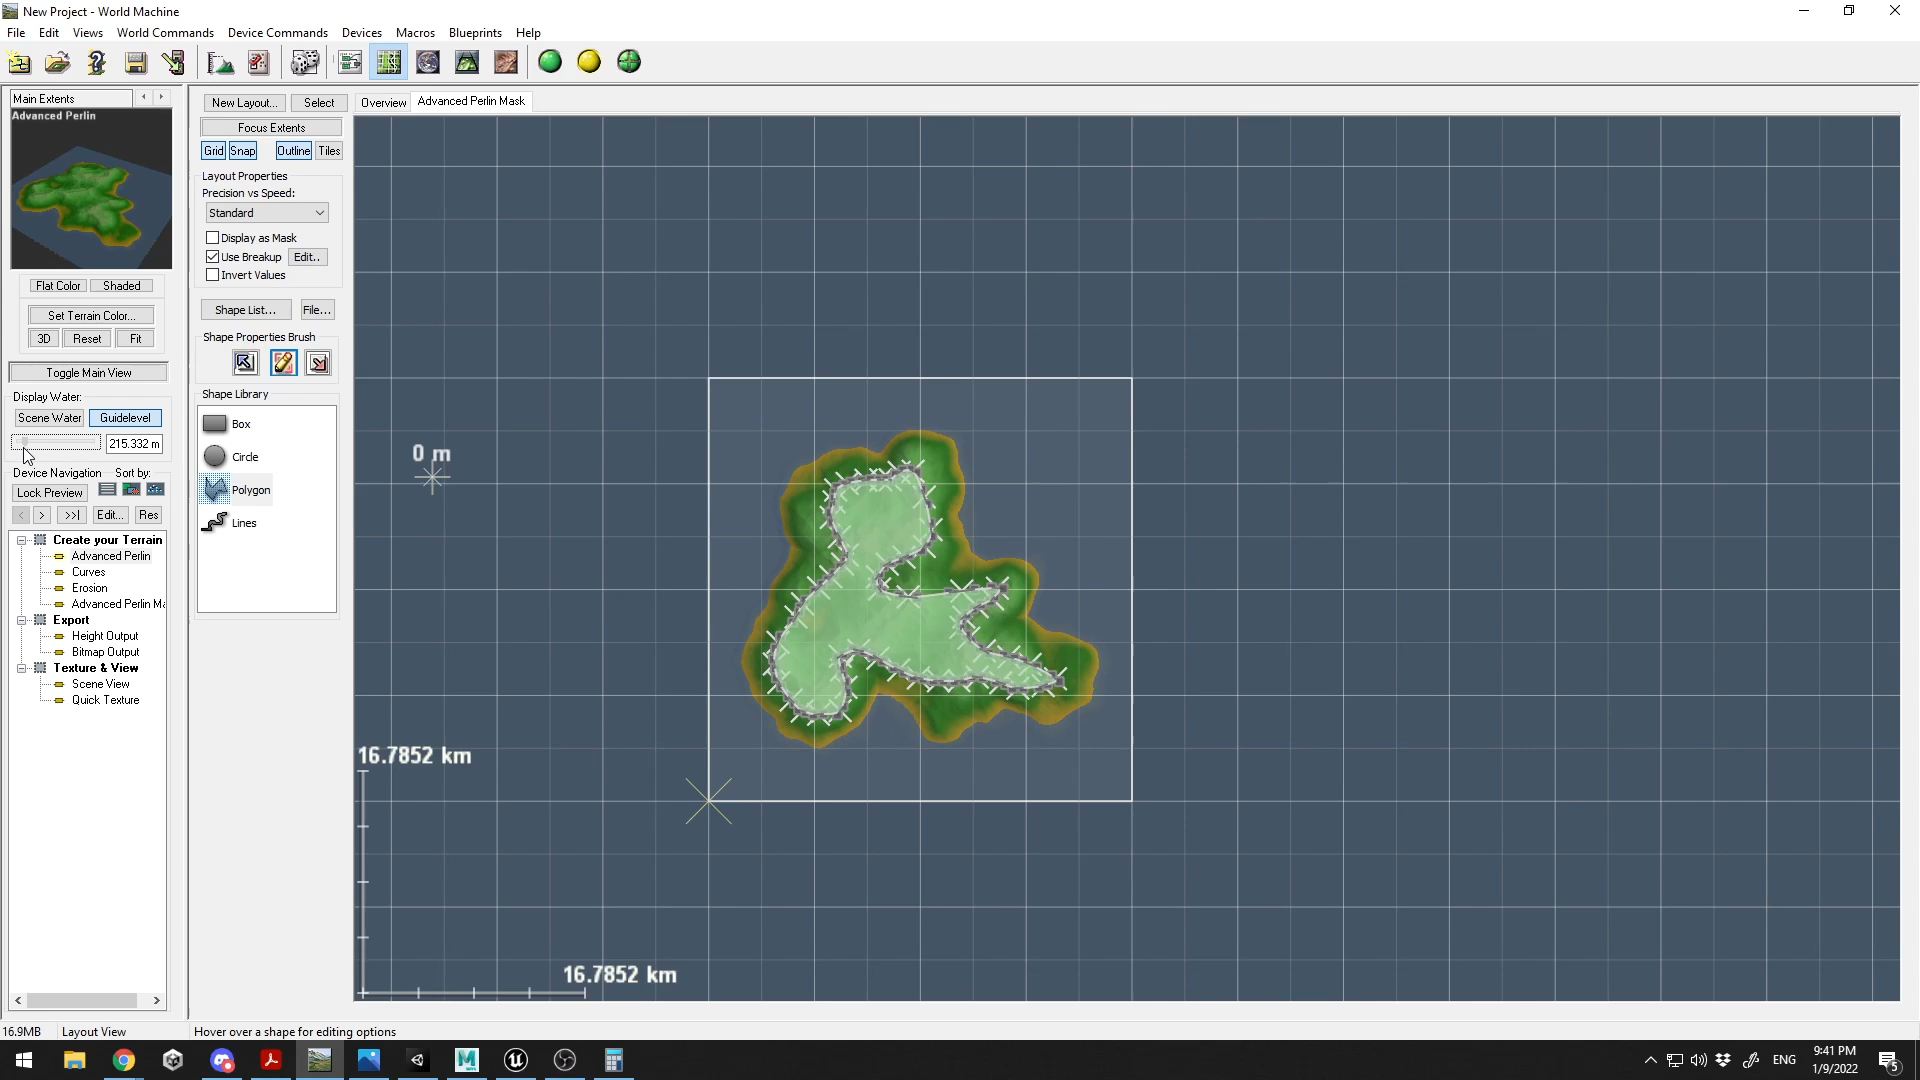 New Project - World Machine
File Edit Views World Commands Device Commands Devices Macros Blueprints Help
Main Extents
Advanced Perlin
Flat Color Shaded
Set Terrain Color...
3D Reset Fit
Toggle Main View
Display Water:
Scene Water Guidelevel
215.332 m
Device Navigation Sort by:
Lock Preview
< > >>| Edit... Res
Create your Terrain
Advanced Perlin
Curves
Erosion
Advanced Perlin Ma
Export
Height Output
Bitmap Output
Texture & View
Scene View
Quick Texture
New Layout... Select
Focus Extents
Grid Snap Outline Tiles
Layout Properties
Precision vs Speed:
Standard
Display as Mask
Use Breakup Edit..
Invert Values
Shape List... File...
Shape Properties Brush
Shape Library
Box
Circle
Polygon
Lines
Overview Advanced Perlin Mask
0 m
16.7852 km
16.7852 km
16.9MB Layout View Hover over a shape for editing options
ENG
9:41 PM
1/9/2022
5